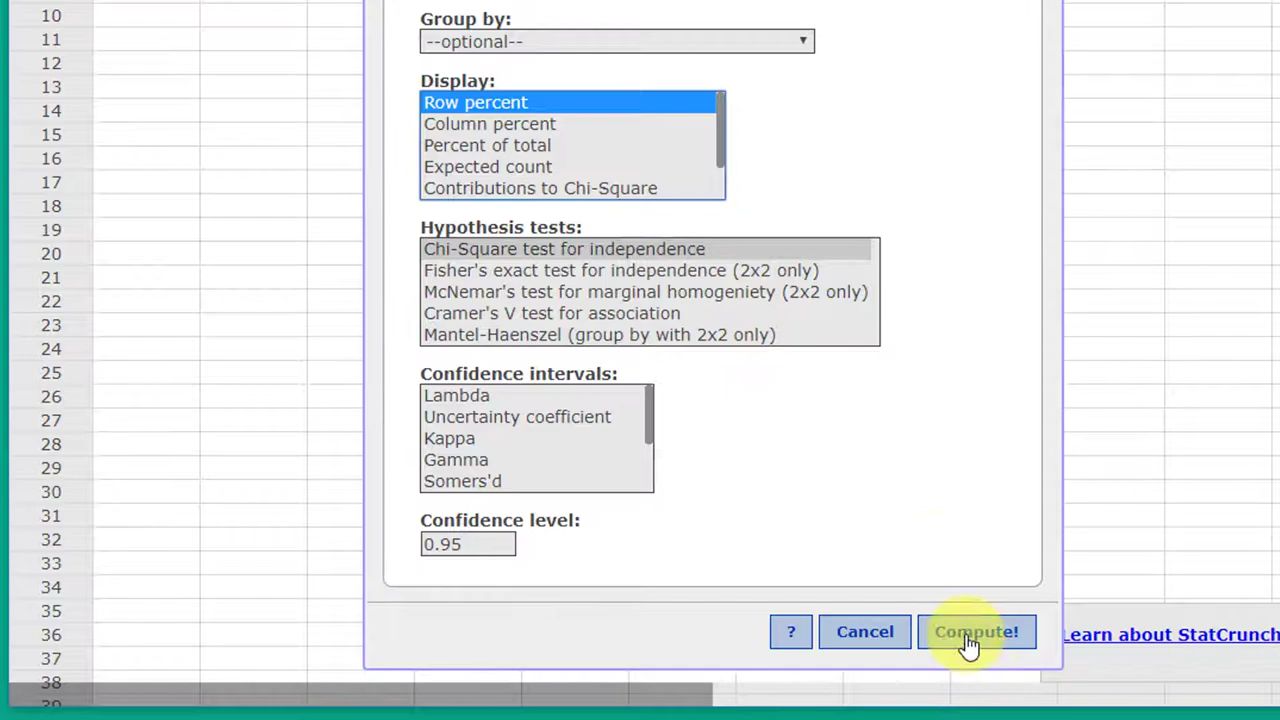 10
11
12
13
14
15
16
17
18
19
20
21
22
23
24
25
26
27
28
29
30
31
32
33
34
35
36
37
38
39
Group by:
--optional--
Display:
Row percent
Column percent
Percent of total
Expected count
Contributions to Chi-Square
Hypothesis tests:
Chi-Square test for independence
Fisher's exact test for independence (2x2 only)
McNemar's test for marginal homogeniety (2x2 only)
Cramer's V test for association
Mantel-Haenszel (group by with 2x2 only)
Confidence intervals:
Lambda
Uncertainty coefficient
Kappa
Gamma
Somers'd
Confidence level:
0.95
? Cancel Compute!
Learn about StatCrunch